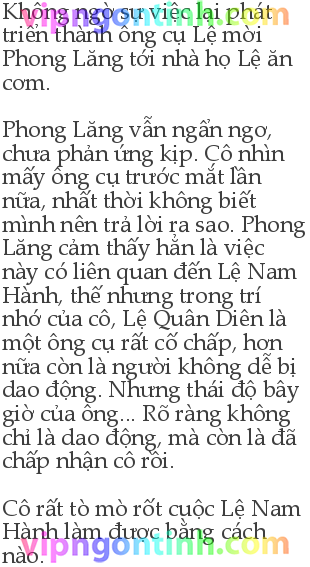 Không ngờ sự việc lại phát
triển thành ông cụ Lệ mời
Phong Lăng tới nhà họ Lệ ăn
cơm.
Phong Lăng vẫn ngẩn ngơ,
chưa phản ứng kịp. Cô nhìn
mấy ông cụ trước mắt lần
nữa, nhất thời không biết
mình nên trả lời ra sao. Phong
Lăng cảm thấy hẳn là việc
này có liên quan đến Lệ Nam
Hành, thế nhưng trong trí
nhớ của cô, Lệ Quân Diên là
một ông cụ rất cố chấp, hơn
nữa còn là người không dễ bị
dao động. Nhưng thái độ bây
giờ của ông... Rõ ràng không
chỉ là dao động, mà còn là đã
chấp nhận cô rồi.
Cô rất tò mò rốt cuộc Lệ Nam
Hành làm được bằng cách
nào.
vipngontinh.com
vipngontinh.com